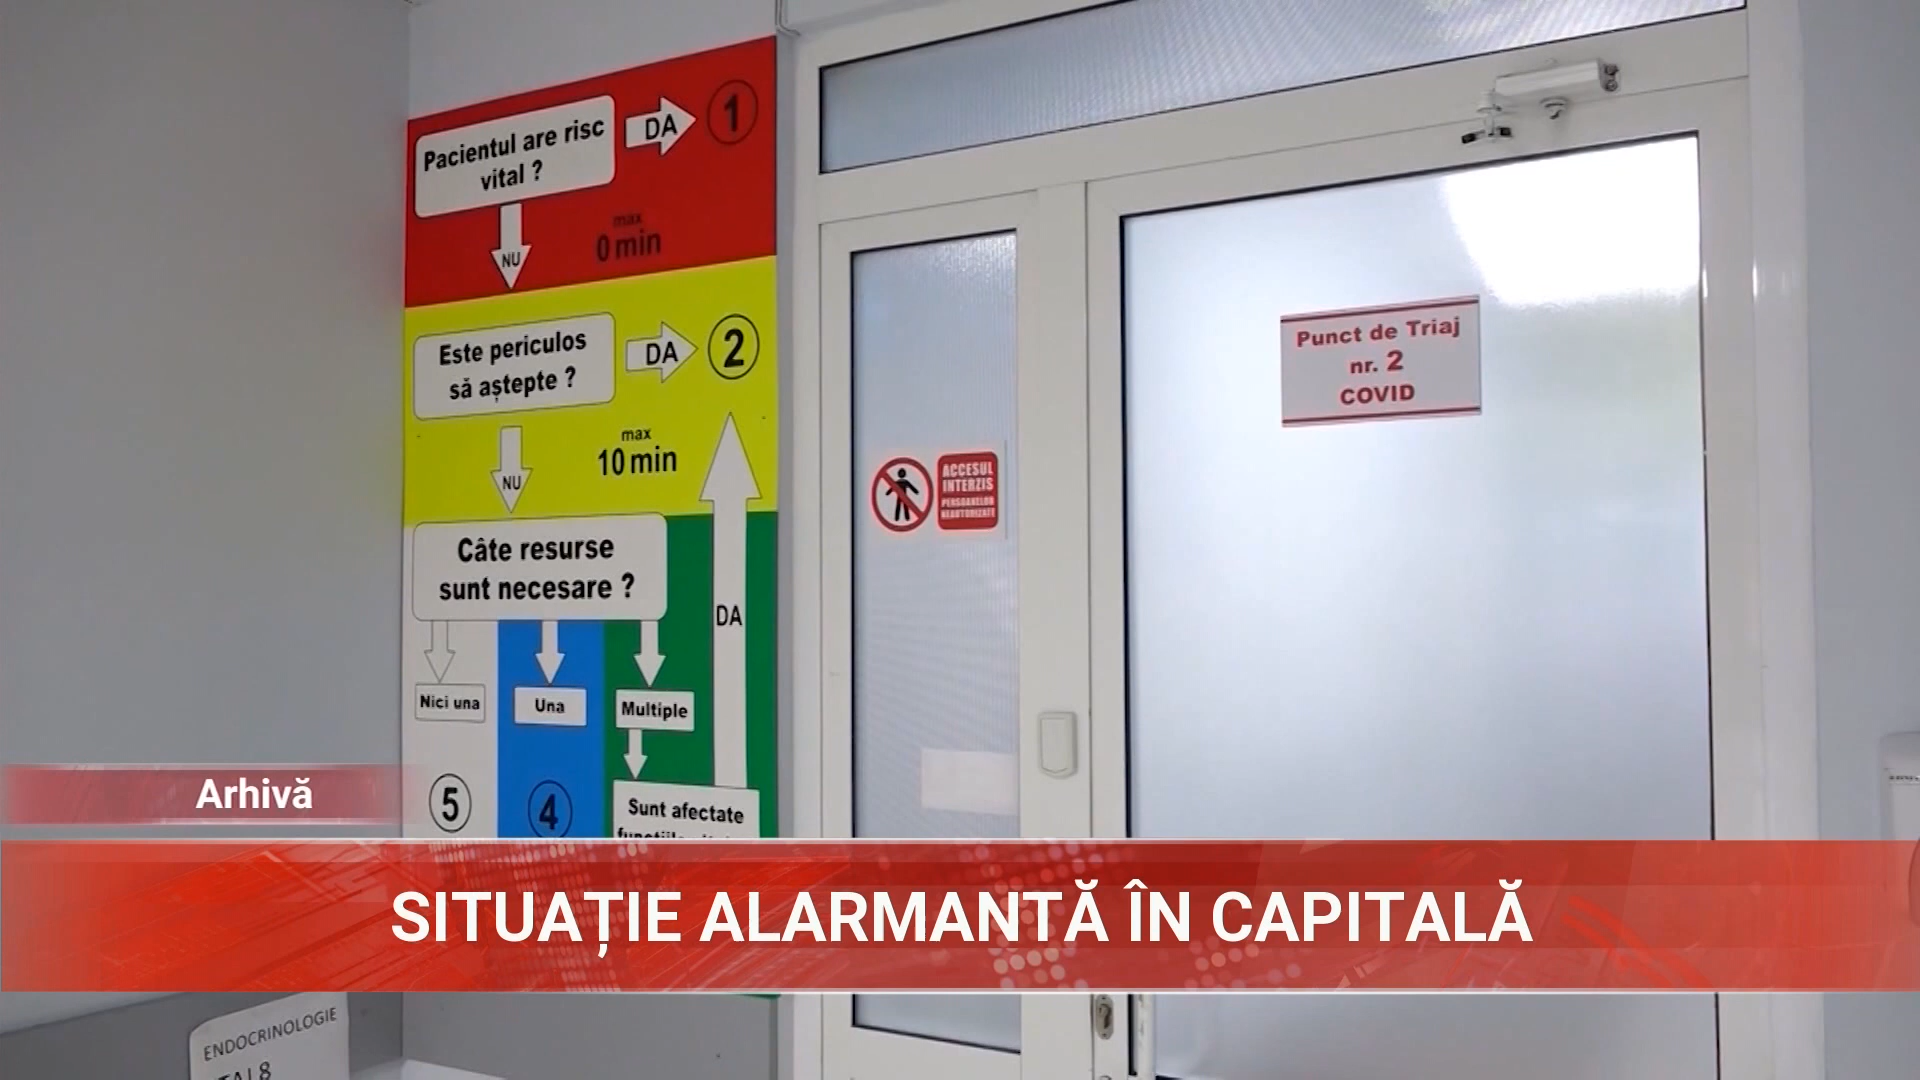 Pacientul are risc
vital ?
DA
1
max
0 min
NU
Este periculos
să aștepte ?
DA
2
max
10 min
NU
Câte resurse
sunt necesare ?
DA
Nici una
Una
Multiple
5
4
Sunt afectate
Punct de Triaj
nr. 2
COVID
ACCESUL
INTERZIS
PERSOANELOR
NEAUTORIZATE
Arhivă
SITUAȚIE ALARMANTĂ ÎN CAPITALĂ
ENDOCRINOLOGIE